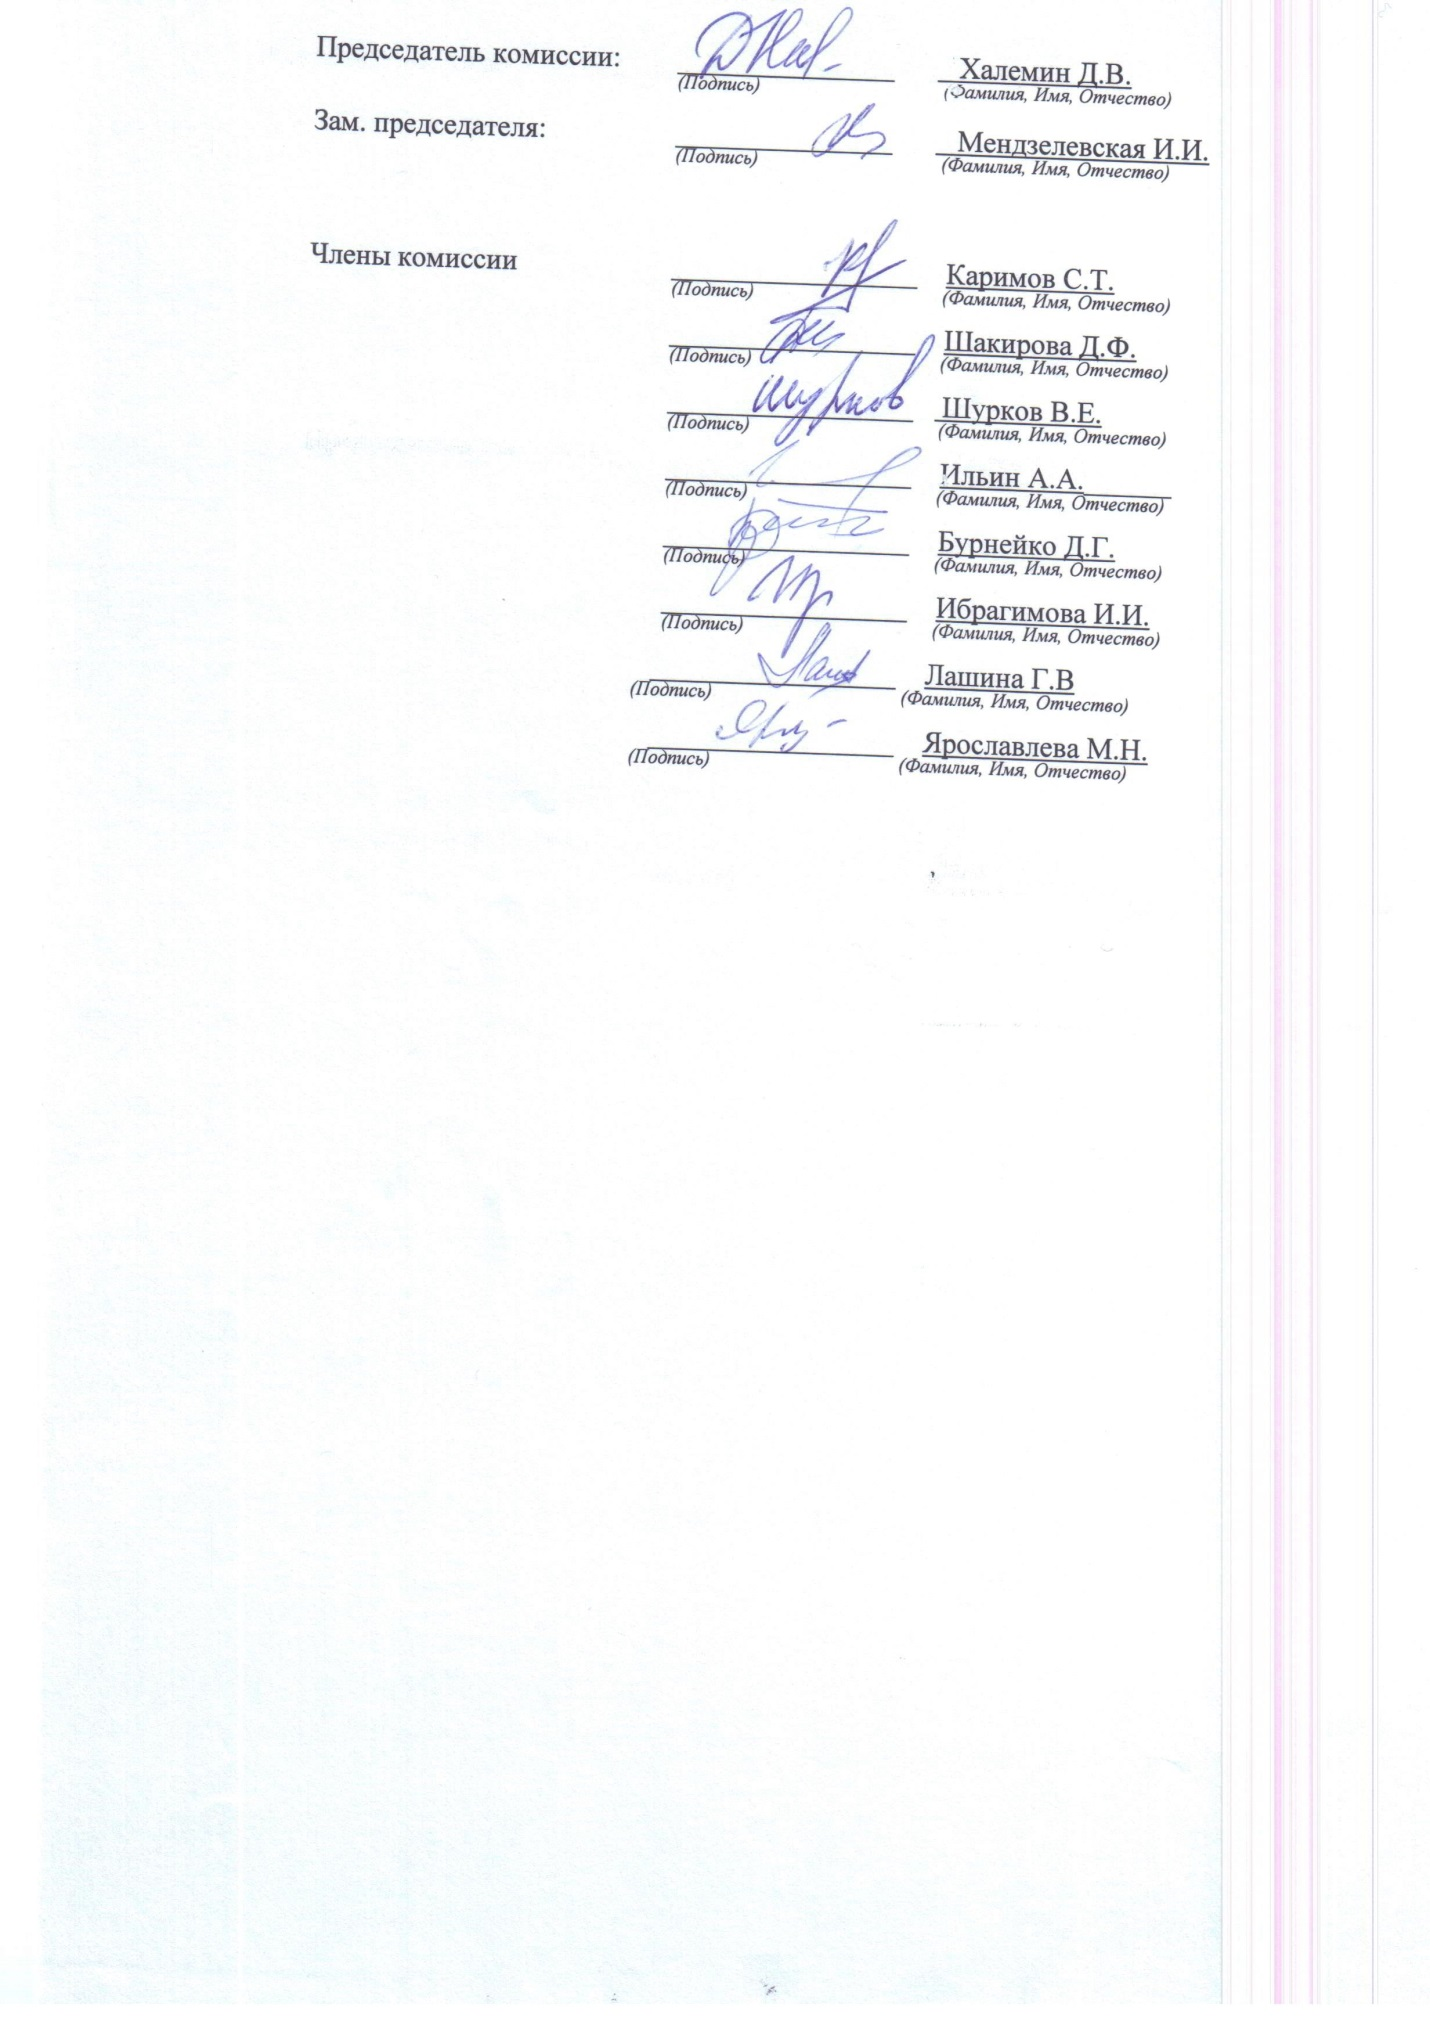 Председатель комиссии: Халемин Д.В.
(Подпись) (Фамилия, Имя, Отчество)
Зам. председателя: Мендзелевская И.И.
(Подпись) (Фамилия, Имя, Отчество)
Члены комиссии Каримов С.Т.
(Подпись) (Фамилия, Имя, Отчество)
Шакирова Д.Ф.
(Подпись) (Фамилия, Имя, Отчество)
Шурков Шурков В.Е.
(Подпись) (Фамилия, Имя, Отчество)
Ильин А.А.
(Подпись) (Фамилия, Имя, Отчество)
Бурнейко Д.Г.
(Подпись) (Фамилия, Имя, Отчество)
Ибрагимова И.И.
(Подпись) (Фамилия, Имя, Отчество)
Лашина Г.В
(Подпись) (Фамилия, Имя, Отчество)
Ярославлева М.Н.
(Подпись) (Фамилия, Имя, Отчество)